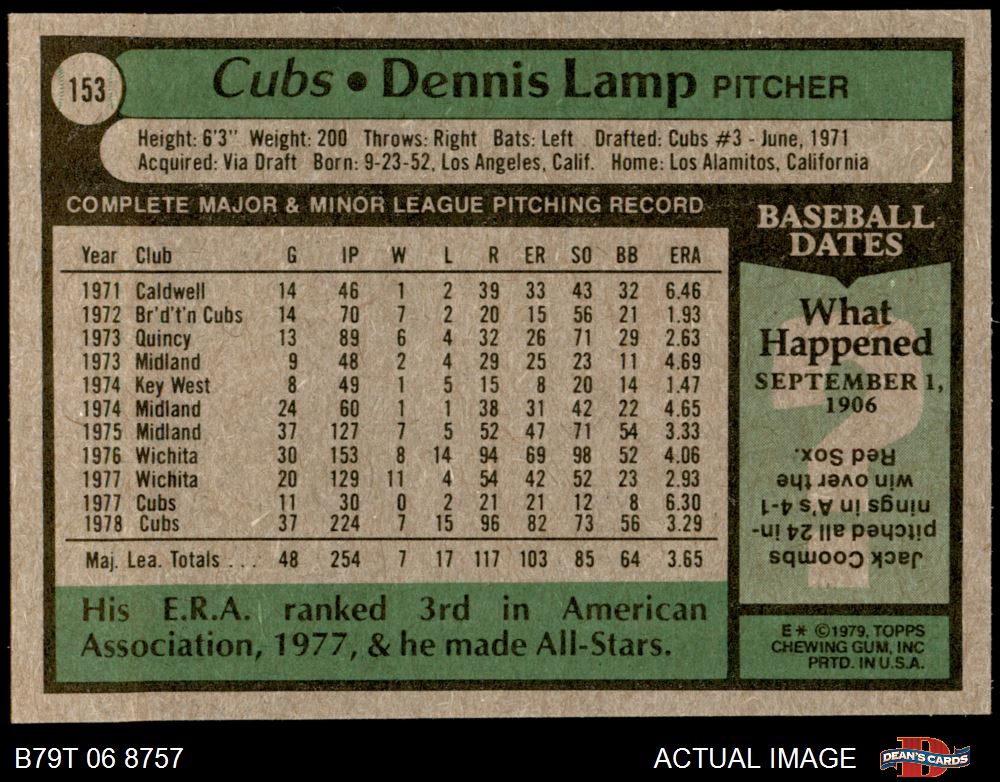 153
Cubs • Dennis Lamp PITCHER
Height: 6'3" Weight: 200 Throws: Right Bats: Left Drafted: Cubs #3 - June, 1971
Acquired: Via Draft Born: 9-23-52, Los Angeles, Calif. Home: Los Alamitos, California
COMPLETE MAJOR & MINOR LEAGUE PITCHING RECORD
Year Club G IP W L R ER SO BB ERA
1971 Caldwell 14 46 1 2 39 33 43 32 6.46
1972 Br'd't'n Cubs 14 70 7 2 20 15 56 21 1.93
1973 Quincy 13 89 6 4 32 26 71 29 2.63
1973 Midland 9 48 2 4 29 25 23 11 4.69
1974 Key West 8 49 1 5 15 8 20 14 1.47
1974 Midland 24 60 1 1 38 31 42 22 4.65
1975 Midland 37 127 7 5 52 47 71 54 3.33
1976 Wichita 30 153 8 14 94 69 98 52 4.06
1977 Wichita 20 129 11 4 54 42 52 23 2.93
1977 Cubs 11 30 0 2 21 21 12 8 6.30
1978 Cubs 37 224 7 15 96 82 73 56 3.29
Maj. Lea. Totals . . . 48 254 7 17 117 103 85 64 3.65
His E.R.A. ranked 3rd in American
Association, 1977, & he made All-Stars.
BASEBALL
DATES
What
Happened
SEPTEMBER 1,
1906
Jack Coombs
pitched all 24 in-
nings in A's 4-1
win over the
Red Sox.
E* ©1979, TOPPS
CHEWING GUM, INC
PRTD. IN U.S.A.
B79T 06 8757
ACTUAL IMAGE
DEAN'S CARDS